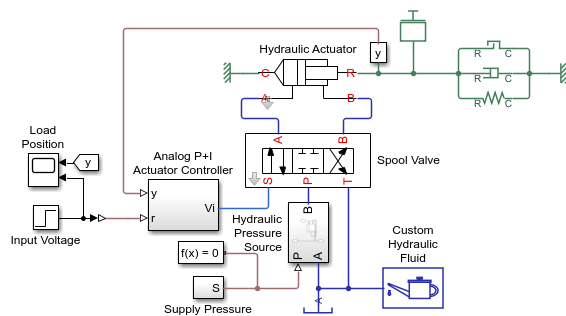 Hydraulic Actuator
y
C
R
R
C
R
C
R
C
A
B
A
B
S
P
T
Spool Valve
Load
Position
y
Analog P+I
Actuator Controller
y
r
Vi
Input Voltage
Hydraulic
Pressure
Source
B
P
A
f(x) = 0
S
Supply Pressure
A
Custom
Hydraulic
Fluid